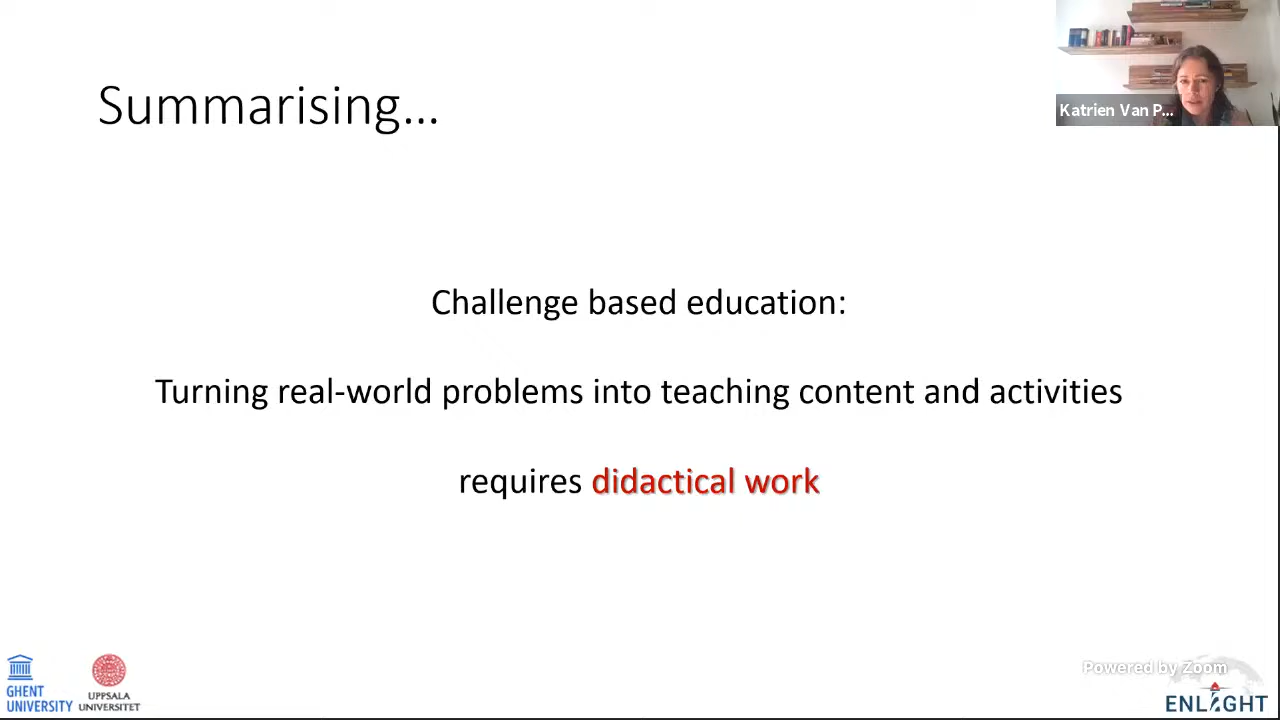 Summarising...
Katrien Van P...
Challenge based education:
Turning real-world problems into teaching content and activities
requires didactical work
GHENT
UNIVERSITY
UPPSALA
UNIVERSITET
Powered by Zoom
ENLIGHT